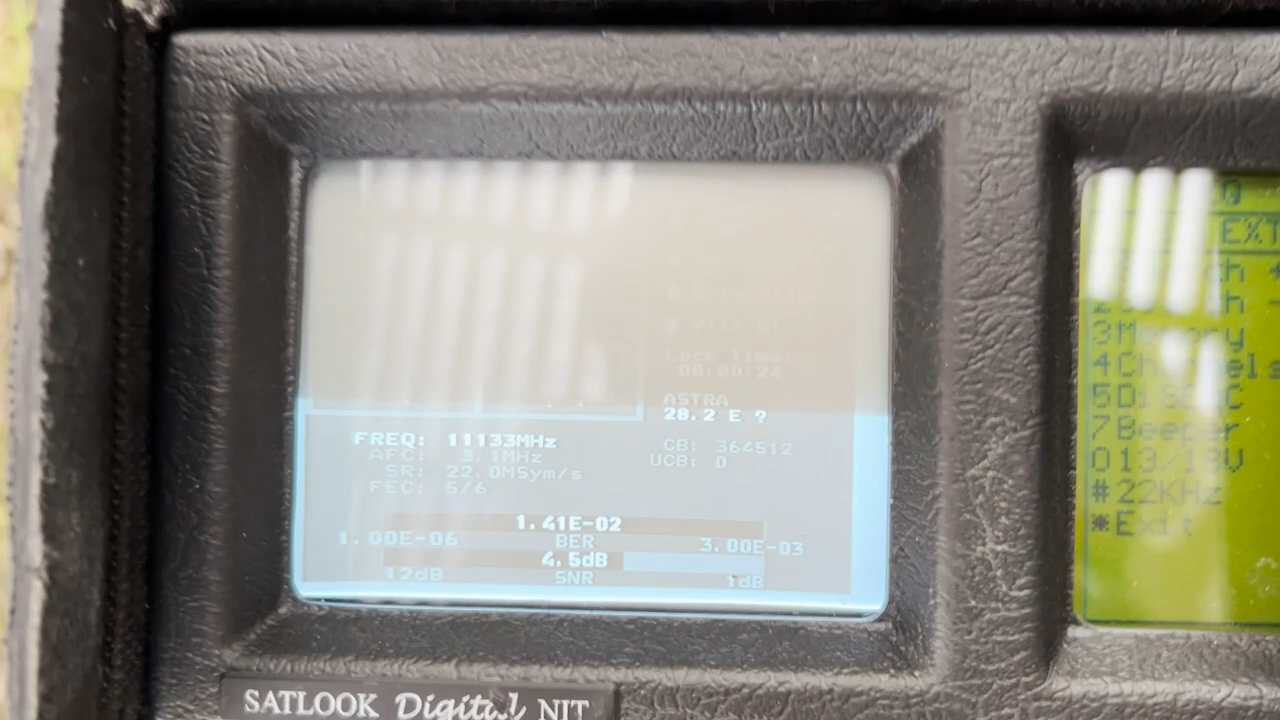 Lock Time:
00:00:24
ASTRA
28.2 E ?
FREQ: 11133MHz
AFC: 3.1MHz
SR: 22.0MSym/s
FEC: 5/6
CB: 364512
UCB: 0
1.41E-02
1.00E-06 BER 3.00E-03
4.5dB
12dB SNR 1dB
SATLOOK Digital NIT
EXT
3Memory
4Channels
5DiSEqC
7Beeper
013/18V
#22KHz
*Exit